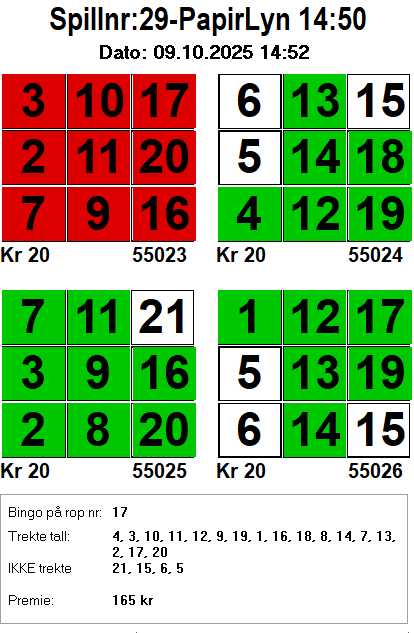 Spillnr:29-PapirLyn 14:50
Dato: 09.10.2025 14:52
3 10 17 6 13 15
2 11 20 5 14 18
7 9 16 4 12 19
Kr 20 55023 Kr 20 55024
7 11 21 1 12 17
3 9 16 5 13 19
2 8 20 6 14 15
Kr 20 55025 Kr 20 55026
Bingo på rop nr: 17
Trekte tall: 4, 3, 10, 11, 12, 9, 19, 1, 16, 18, 8, 14, 7, 13,
2, 17, 20
IKKE trekte 21, 15, 6, 5
Premie: 165 kr